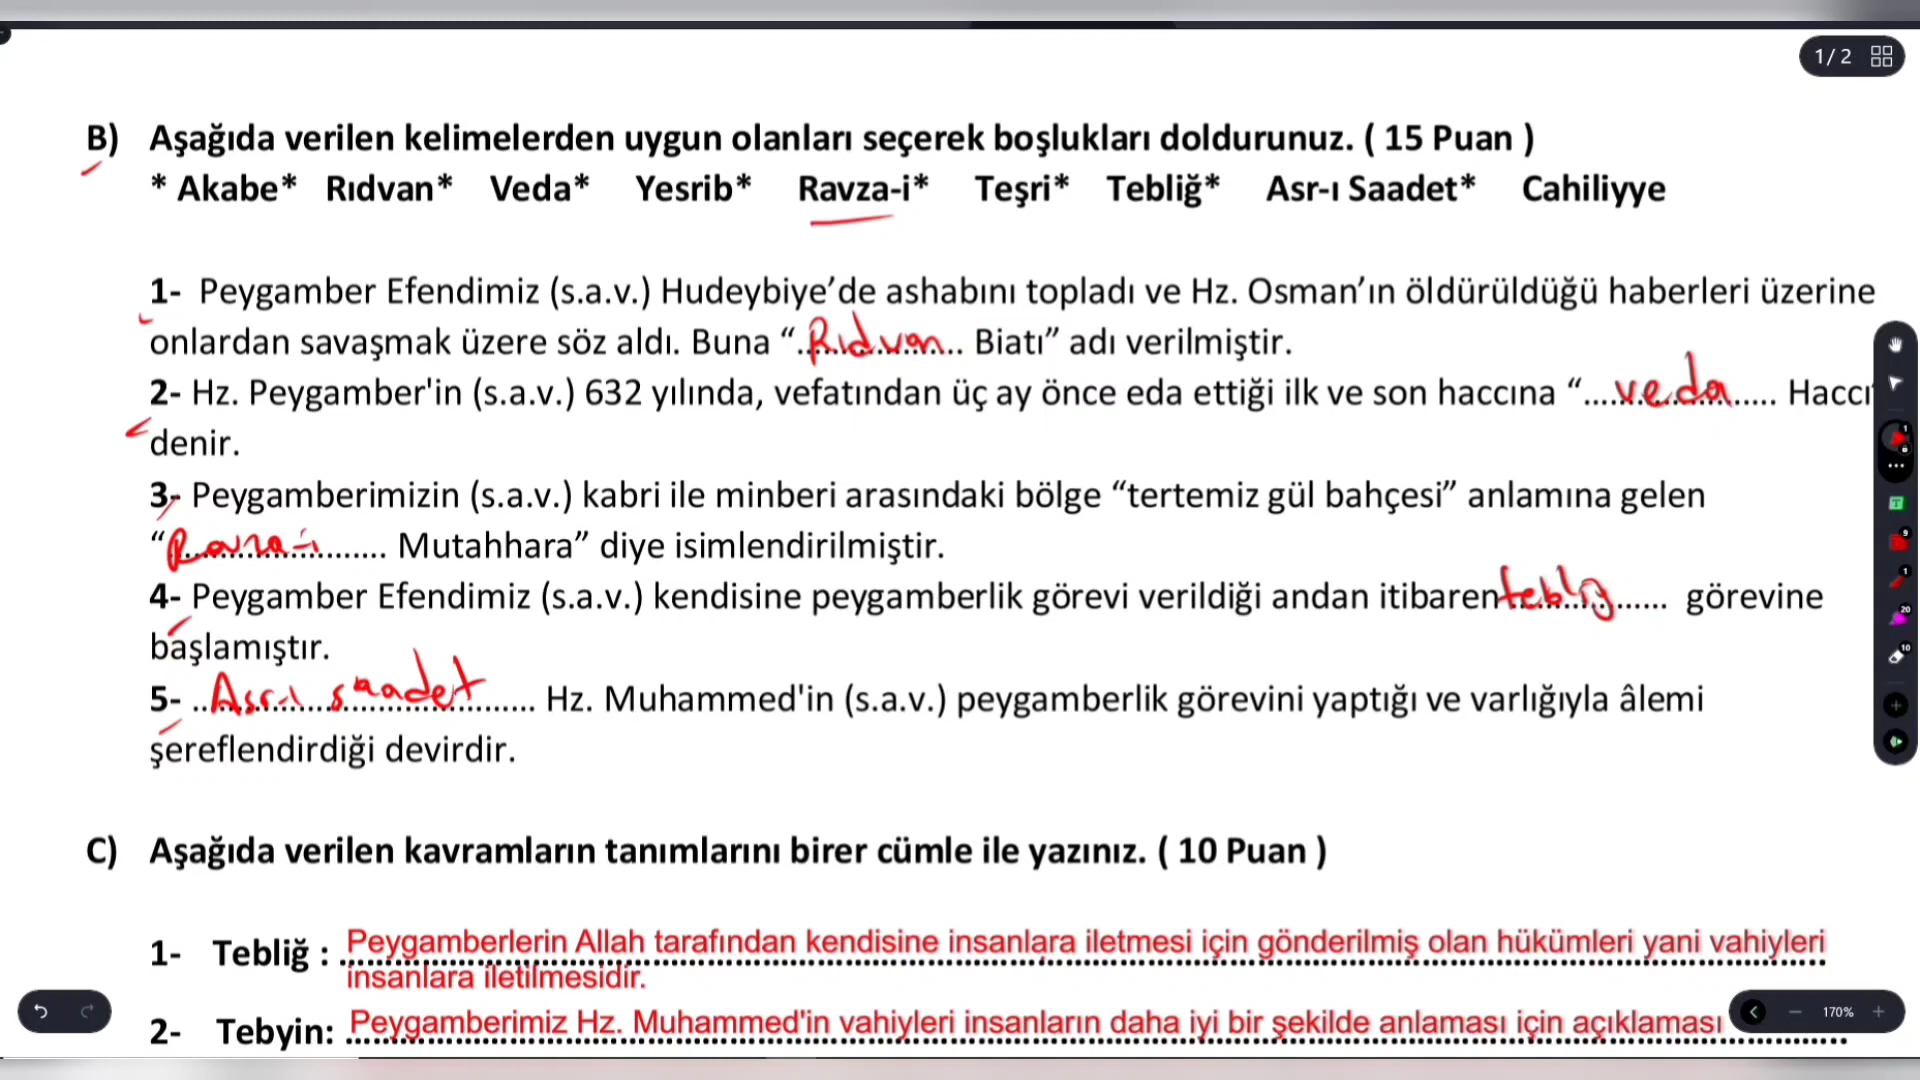 1/2
B) Aşağıda verilen kelimelerden uygun olanları seçerek boşlukları doldurunuz. ( 15 Puan )
* Akabe* Rıdvan* Veda* Yesrib* Ravza-i* Teşri* Tebliğ* Asr-ı Saadet* Cahiliyye
1- Peygamber Efendimiz (s.a.v.) Hudeybiye’de ashabını topladı ve Hz. Osman’ın öldürüldüğü haberleri üzerine
onlardan savaşmak üzere söz aldı. Buna “.Rıdvan.. Biatı” adı verilmiştir.
2- Hz. Peygamber'in (s.a.v.) 632 yılında, vefatından üç ay önce eda ettiği ilk ve son haccına “...veda..... Haccı”
denir.
3- Peygamberimizin (s.a.v.) kabri ile minberi arasındaki bölge “tertemiz gül bahçesi” anlamına gelen
“Ravza-i...... Mutahhara” diye isimlendirilmiştir.
4- Peygamber Efendimiz (s.a.v.) kendisine peygamberlik görevi verildiği andan itibaren tebliğ...... görevine
başlamıştır.
5- ..Asr-ı saadet..... Hz. Muhammed'in (s.a.v.) peygamberlik görevini yaptığı ve varlığıyla âlemi
şereflendirdiği devirdir.
C) Aşağıda verilen kavramların tanımlarını birer cümle ile yazınız. ( 10 Puan )
1- Tebliğ : Peygamberlerin Allah tarafından kendisine insanlara iletmesi için gönderilmiş olan hükümleri yani vahiyleri
insanlara iletilmesidir.
2- Tebyin: Peygamberimiz Hz. Muhammed'in vahiyleri insanların daha iyi bir şekilde anlaması için açıklaması
170%